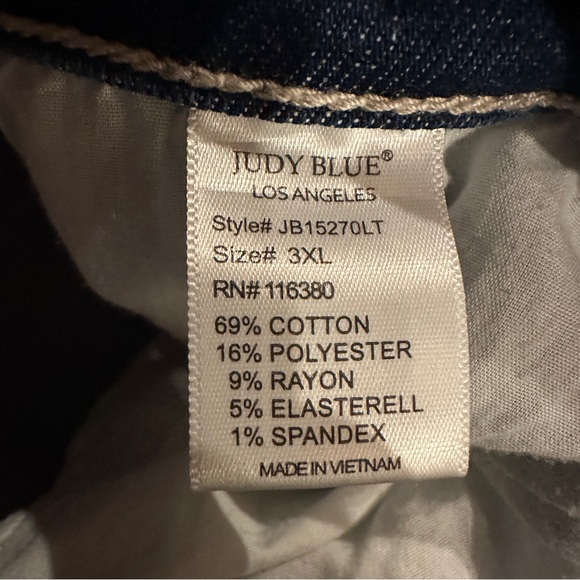 JUDY BLUE®
LOS ANGELES
Style# JB15270LT
Size# 3XL
RN# 116380
69% COTTON
16% POLYESTER
9% RAYON
5% ELASTERELL
1% SPANDEX
MADE IN VIETNAM